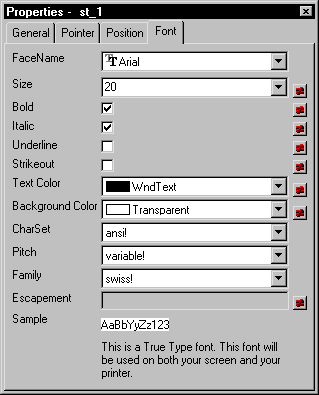 Properties - st_1
General Pointer Position Font
FaceName Arial
Size 20
Bold
Italic
Underline
Strikeout
Text Color WndText
Background Color Transparent
CharSet ansi!
Pitch variable!
Family swiss!
Escapement
Sample AaBbYyZz123
This is a True Type font. This font will
be used on both your screen and your
printer.